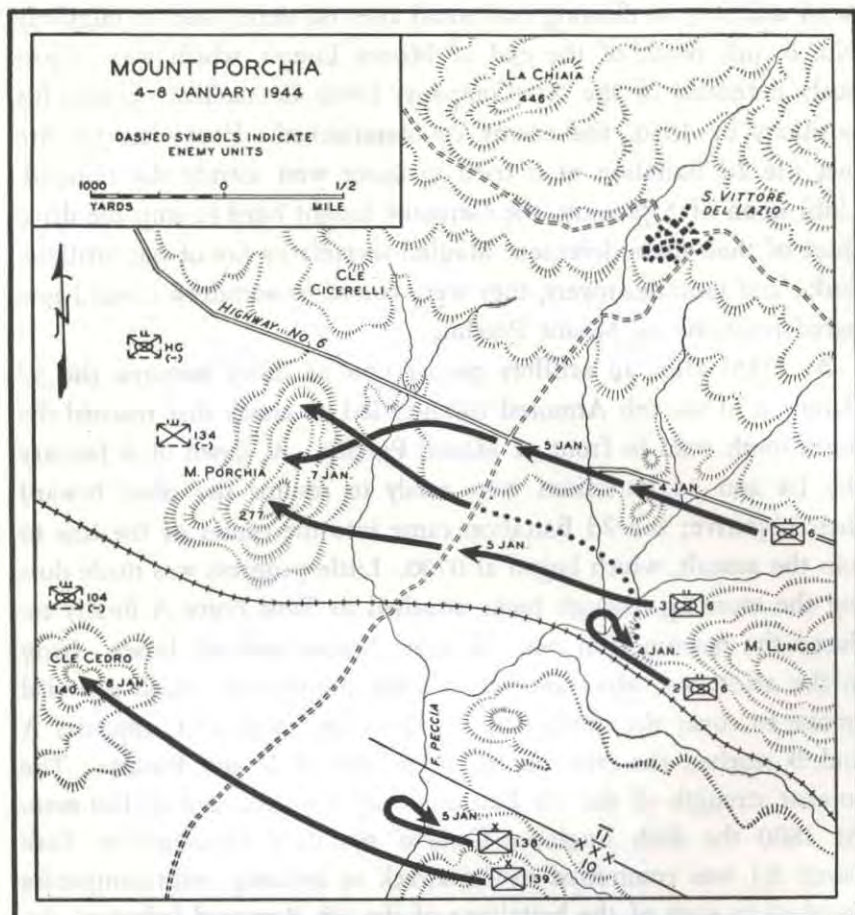 MOUNT PORCHIA
4-8 JANUARY 1944
DASHED SYMBOLS INDICATE
ENEMY UNITS
1000 0 1/2
YARDS MILE
LA CHIAIA
446
S. VITTORE
DEL LAZIO
CLE
CICERELLI
HIGHWAY NO. 6
HG
(-)
134
(-)
M. PORCHIA
7 JAN.
277
5 JAN.
4 JAN.
6
5 JAN.
3 6
104
(-)
4 JAN.
M. LUNGO
2 6
CLE CEDRO
140
8 JAN.
PECCIA
5 JAN.
X
138
X
II
XXX
10